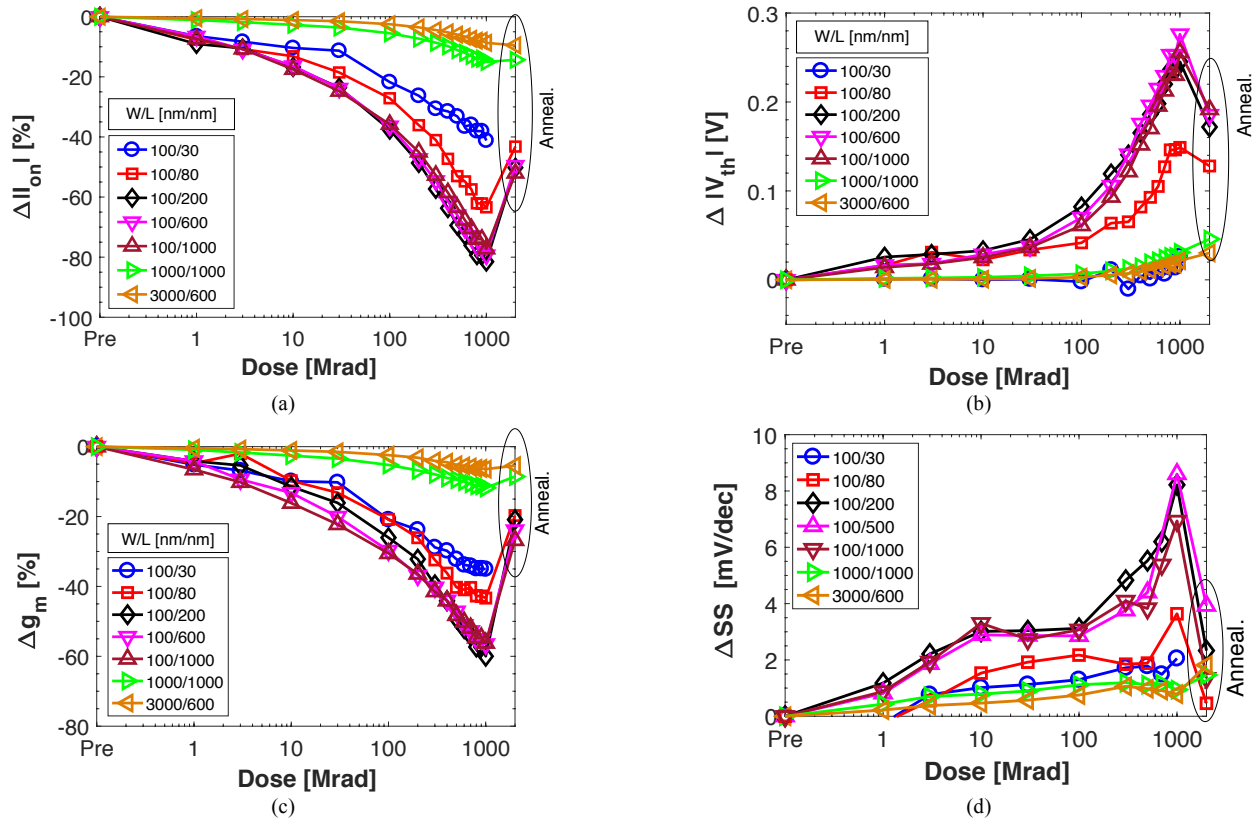 (a)
0
-20
-40
-60
-80
-100
Δ|I_on| [%]
W/L [nm/nm]
100/30
100/80
100/200
100/600
100/1000
1000/1000
3000/600
Anneal.
Pre
1
10
100
1000
Dose [Mrad]
(a)
(b)
0.3
0.2
0.1
0
Δ |V_th| [V]
W/L [nm/nm]
100/30
100/80
100/200
100/600
100/1000
1000/1000
3000/600
Anneal.
Pre
1
10
100
1000
Dose [Mrad]
(b)
0
-20
-40
-60
-80
Δg_m [%]
W/L [nm/nm]
100/30
100/80
100/200
100/600
100/1000
1000/1000
3000/600
Anneal.
Pre
1
10
100
1000
Dose [Mrad]
(c)
10
8
6
4
2
0
ΔSS [mV/dec]
W/L [nm/nm]
100/30
100/80
100/200
100/500
100/1000
1000/1000
3000/600
Anneal.
Pre
1
10
100
1000
Dose [Mrad]
(d)